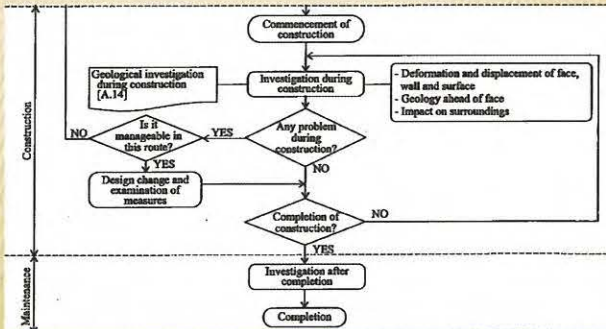 Commencement of
construction
Geological investigation
during construction
[A.14]
Investigation during
construction
- Deformation and displacement of face,
wall and surface
- Geology ahead of face
- Impact on surroundings
Construction
NO
Is it
manageable in
this route?
YES
Any problem
during
construction?
YES
NO
Design change and
examination of
measures
Completion of
construction?
NO
YES
Maintenance
Investigation after
completion
Completion